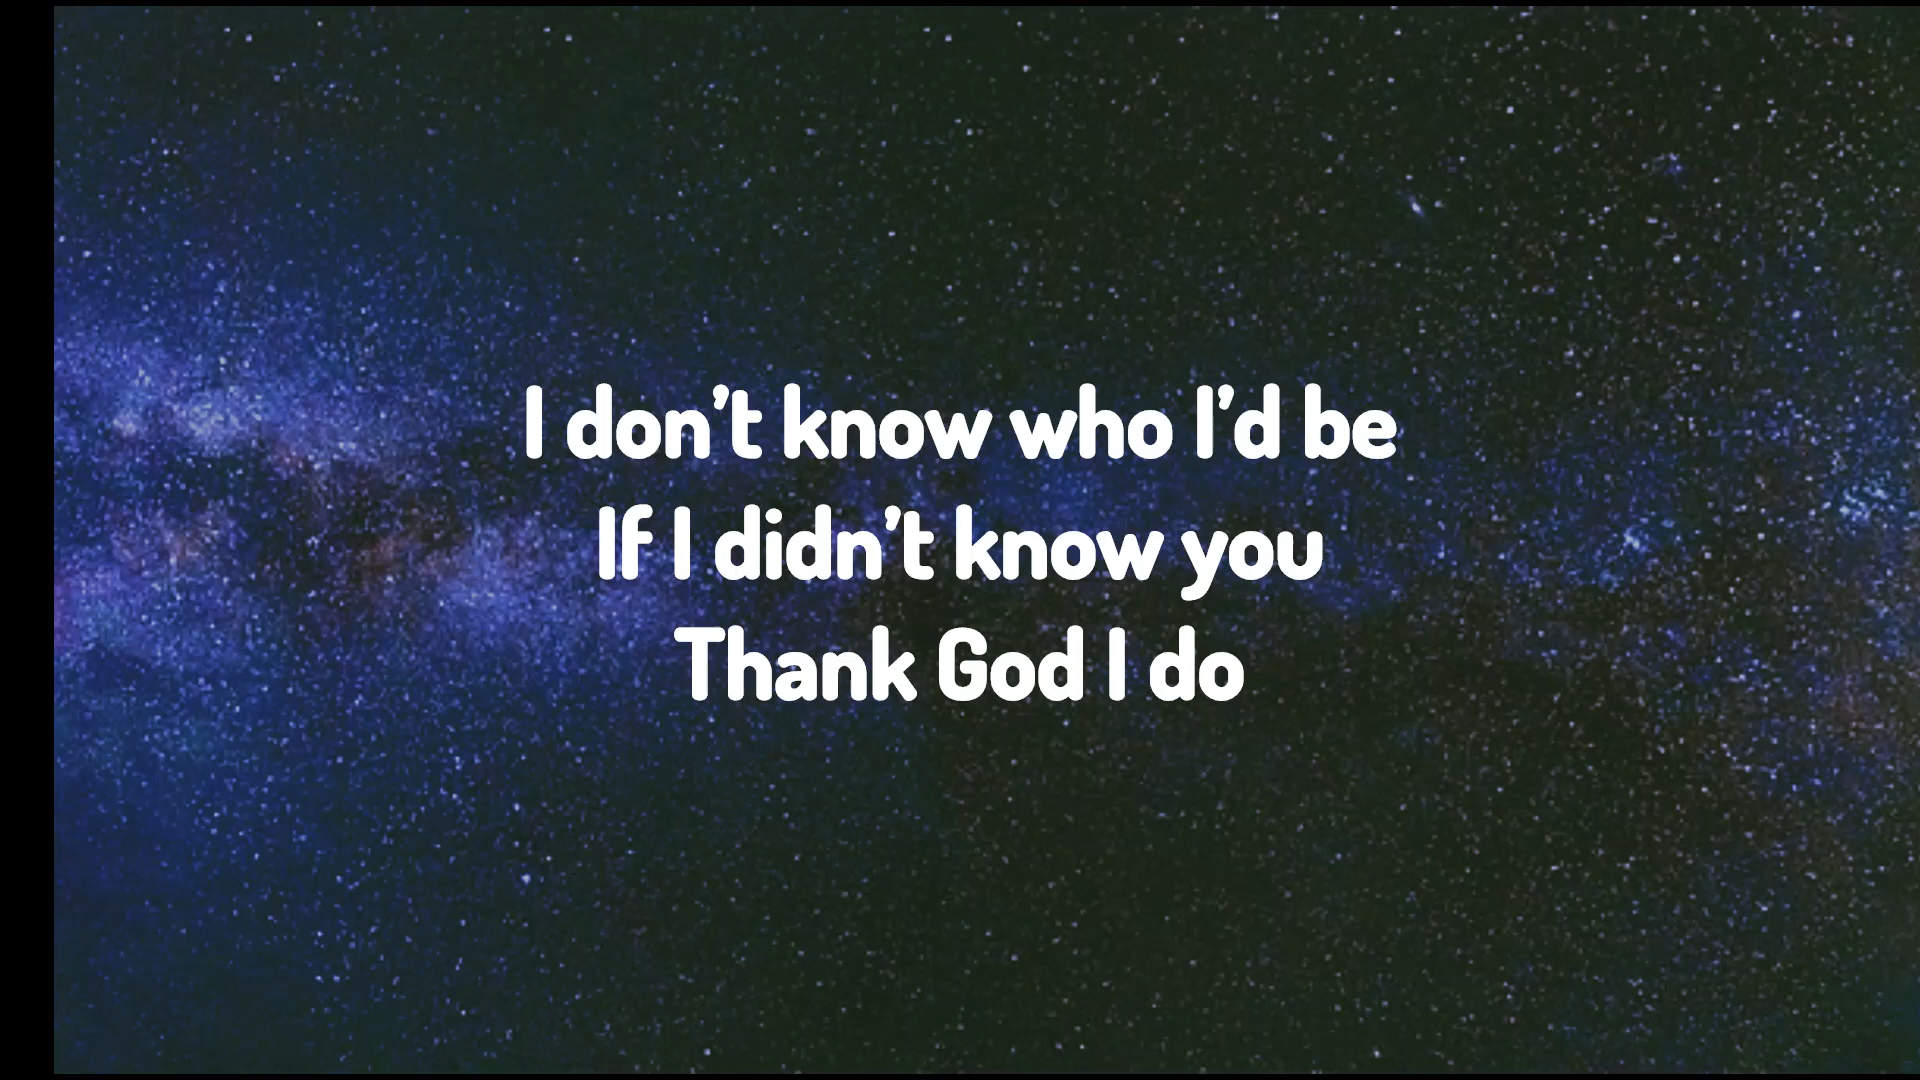 I don’t know who I’d be
If I didn’t know you
Thank God I do